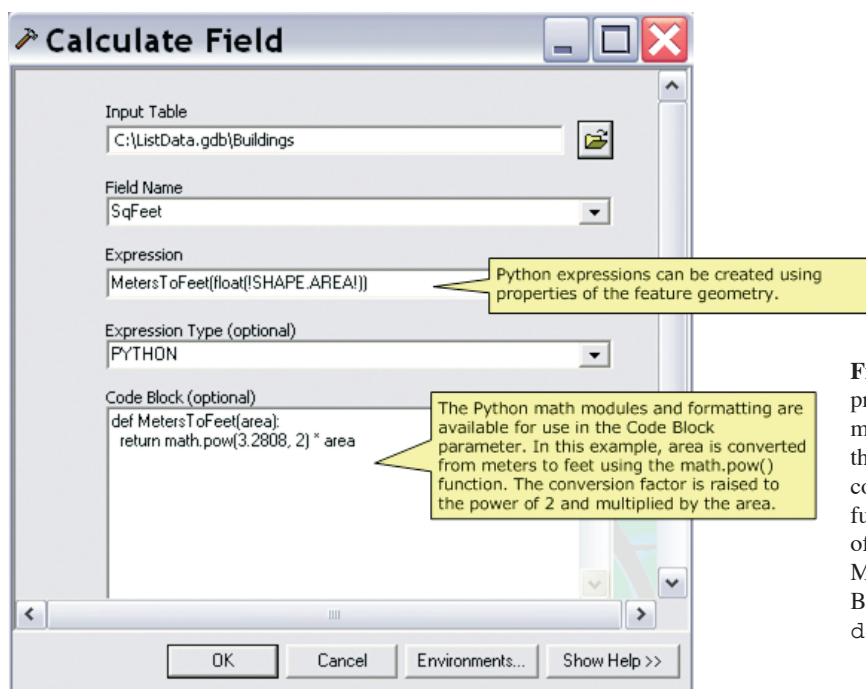 Calculate Field
Input Table
C:\ListData.gdb\Buildings
Field Name
SqFeet
Expression
MetersToFeet(float(!SHAPE.AREA!))
Python expressions can be created using
properties of the feature geometry.
Expression Type (optional)
PYTHON
Code Block (optional)
def MetersToFeet(area):
return math.pow(3.2808, 2) * area
The Python math modules and formatting are
available for use in the Code Block
parameter. In this example, area is converted
from meters to feet using the math.pow()
function. The conversion factor is raised to
the power of 2 and multiplied by the area.
OK
Cancel
Environments...
Show Help >>